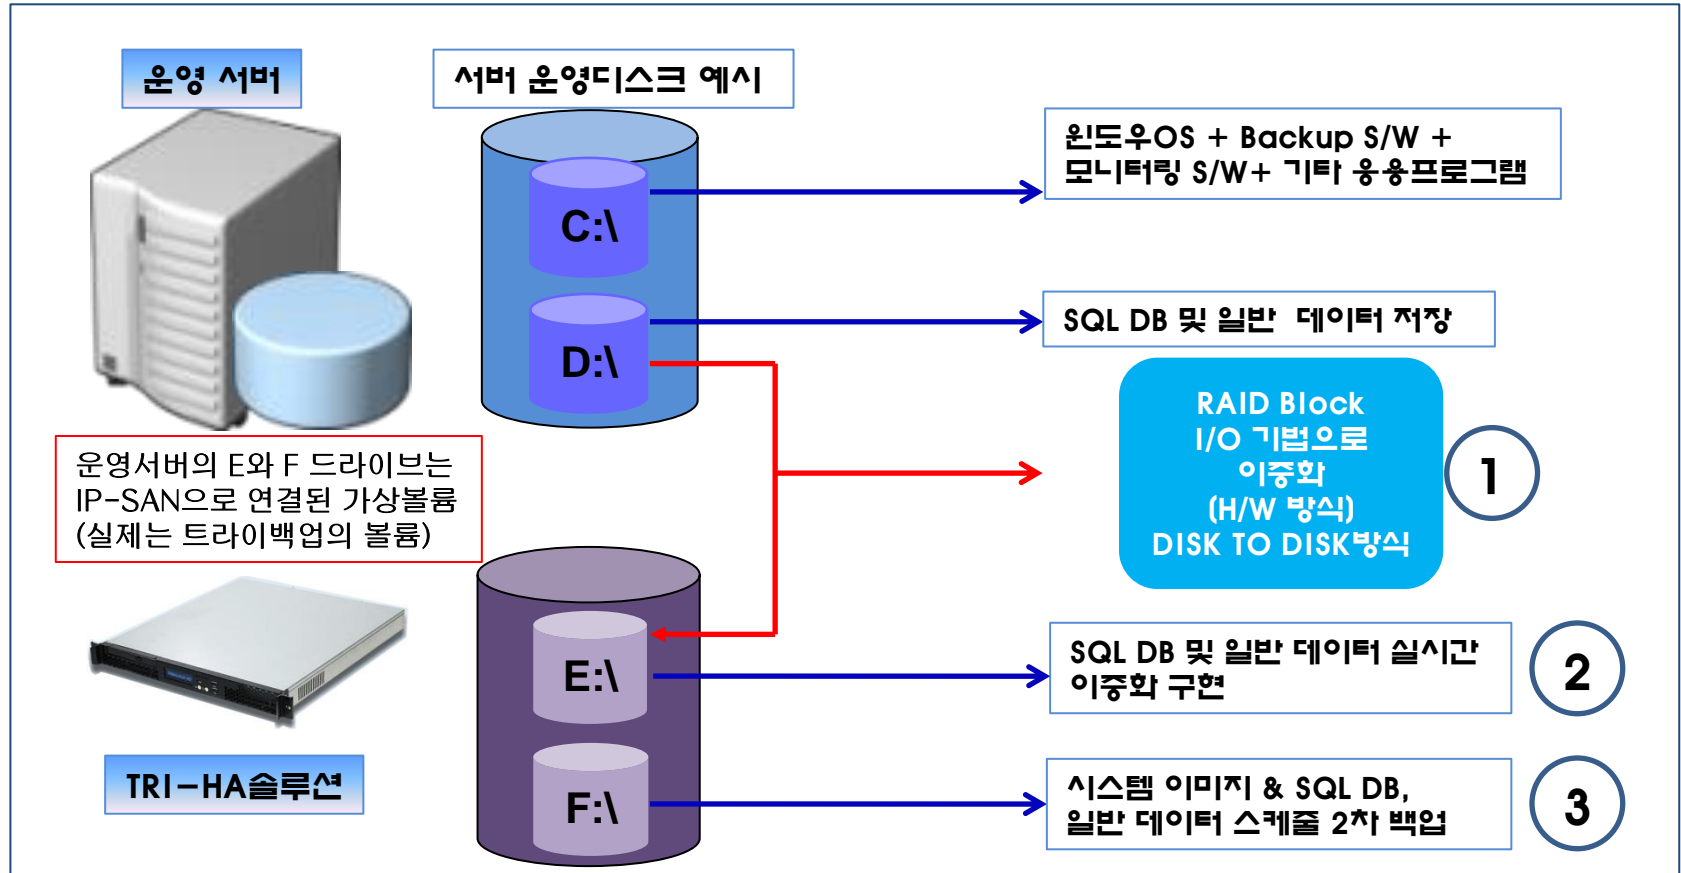 운영 서버
서버 운영디스크 예시
윈도우OS + Backup S/W +
모니터링 S/W+ 기타 응용프로그램
C:\
SQL DB 및 일반 데이터 저장
D:\
RAID Block
I/O 기법으로
이중화
(H/W 방식)
DISK TO DISK방식
1
운영서버의 E와 F 드라이브는
IP-SAN으로 연결된 가상볼륨
(실제는 트라이백업의 볼륨)
E:\
SQL DB 및 일반 데이터 실시간
이중화 구현
2
TRI-HA솔루션
F:\
시스템 이미지 & SQL DB,
일반 데이터 스케줄 2차 백업
3